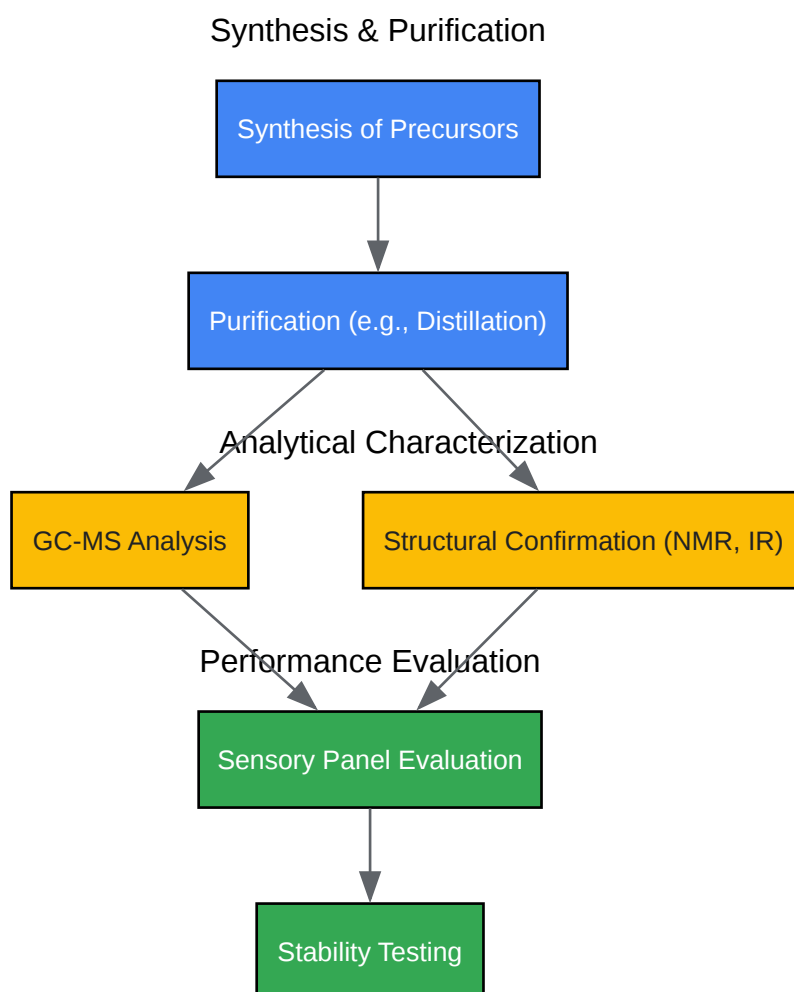 Synthesis & Purification
Synthesis of Precursors
Purification (e.g., Distillation)
Analytical Characterization
GC-MS Analysis
Structural Confirmation (NMR, IR)
Performance Evaluation
Sensory Panel Evaluation
Stability Testing